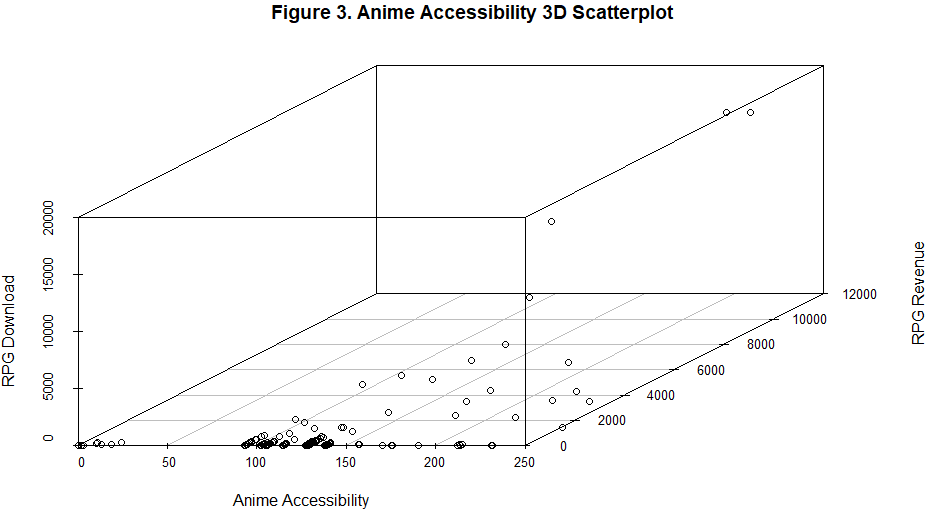 Figure 3. Anime Accessibility 3D Scatterplot
20000
15000
10000
5000
0
RPG Download
12000
10000
8000
6000
4000
2000
0
RPG Revenue
0 50 100 150 200 250
Anime Accessibility